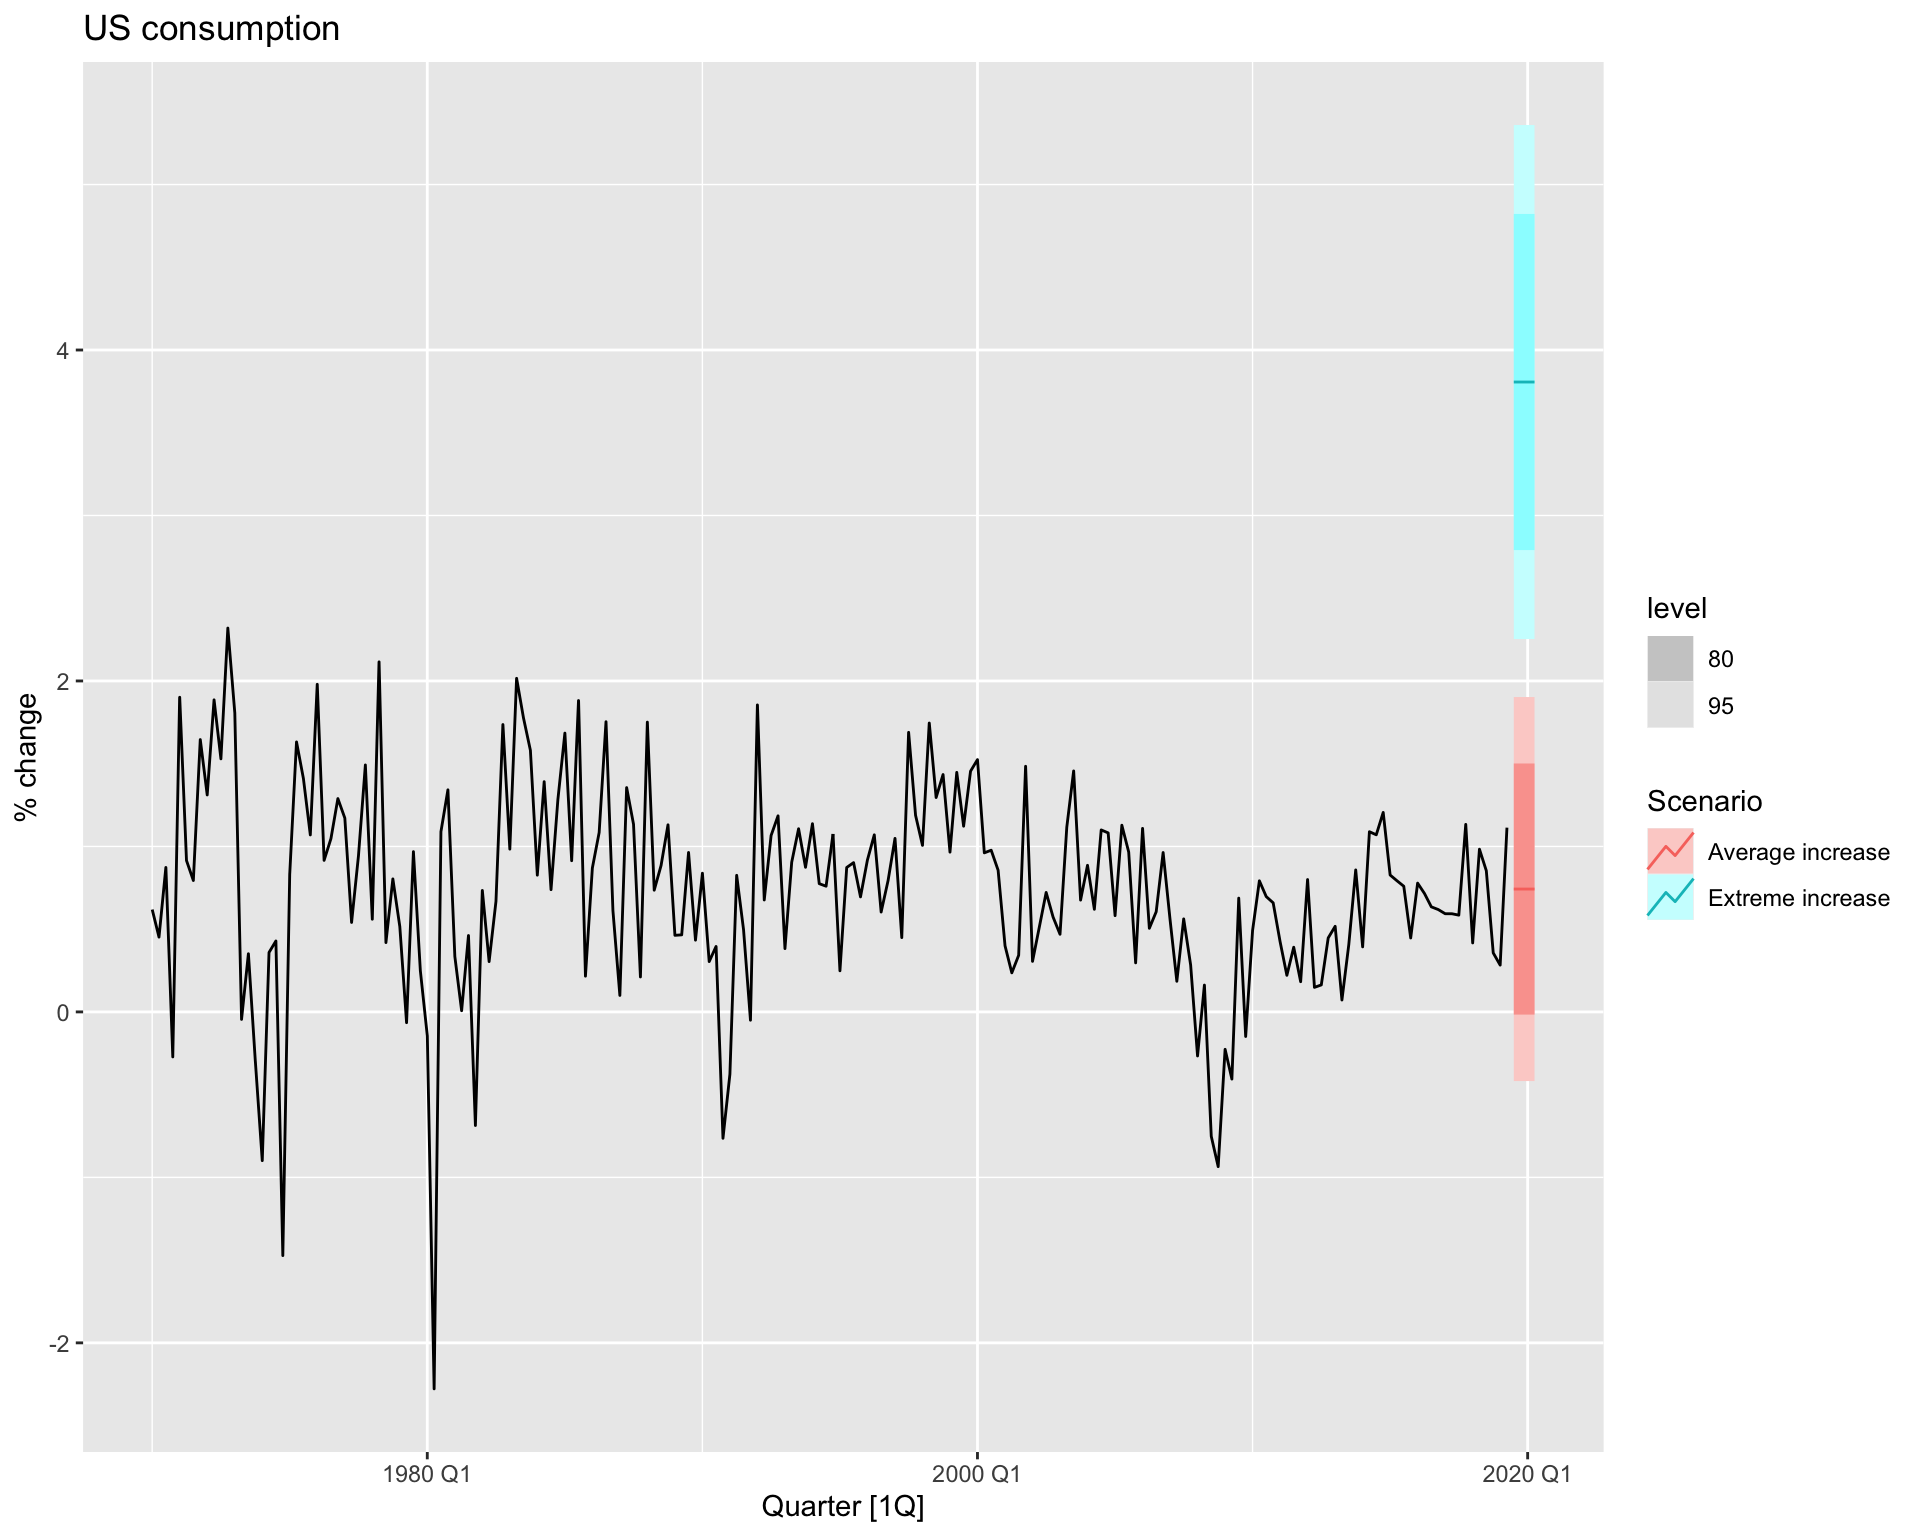 US consumption
% change
4
2
0
-2
1980 Q1
2000 Q1
2020 Q1
Quarter [1Q]
level
80
95
Scenario
Average increase
Extreme increase